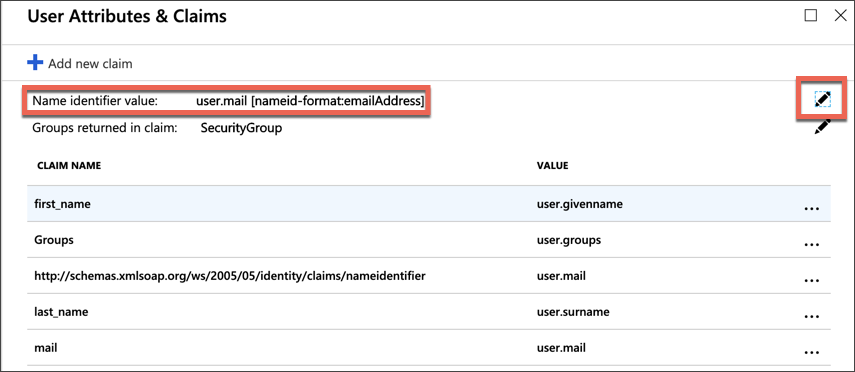 User Attributes & Claims
Add new claim
Name identifier value: user.mail [nameid-format:emailAddress]
Groups returned in claim: SecurityGroup
CLAIM NAME VALUE
first_name user.givenname ...
Groups user.groups ...
http://schemas.xmlsoap.org/ws/2005/05/identity/claims/nameidentifier user.mail ...
last_name user.surname ...
mail user.mail ...